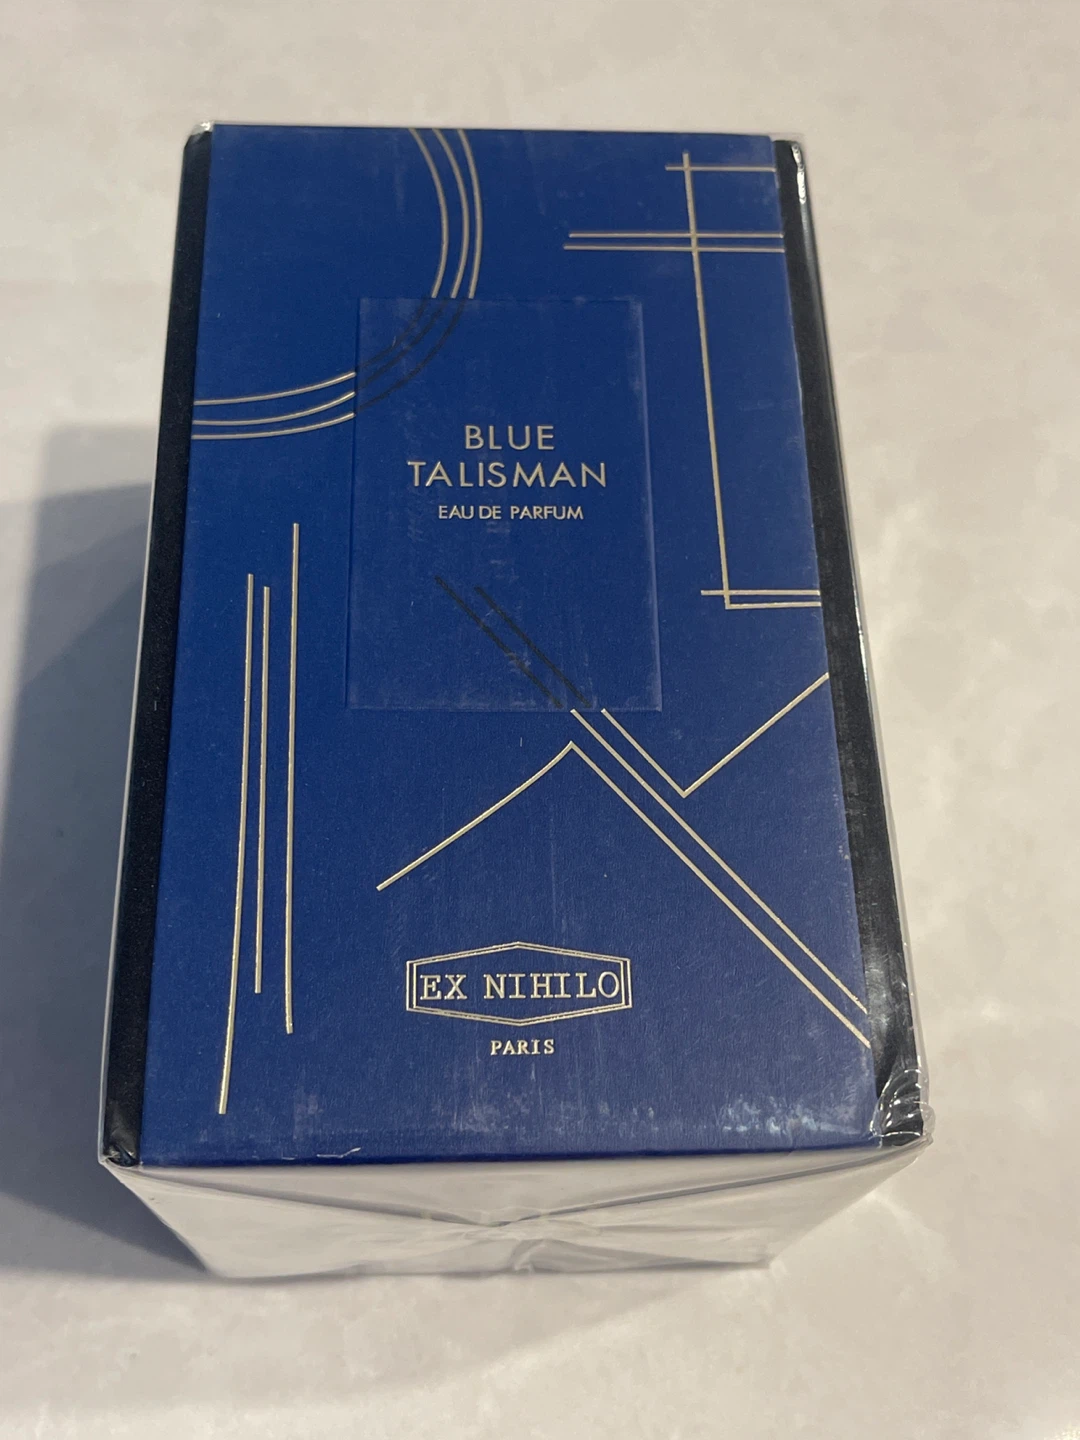 BLUE
TALISMAN
EAU DE PARFUM
EX NIHILO
PARIS